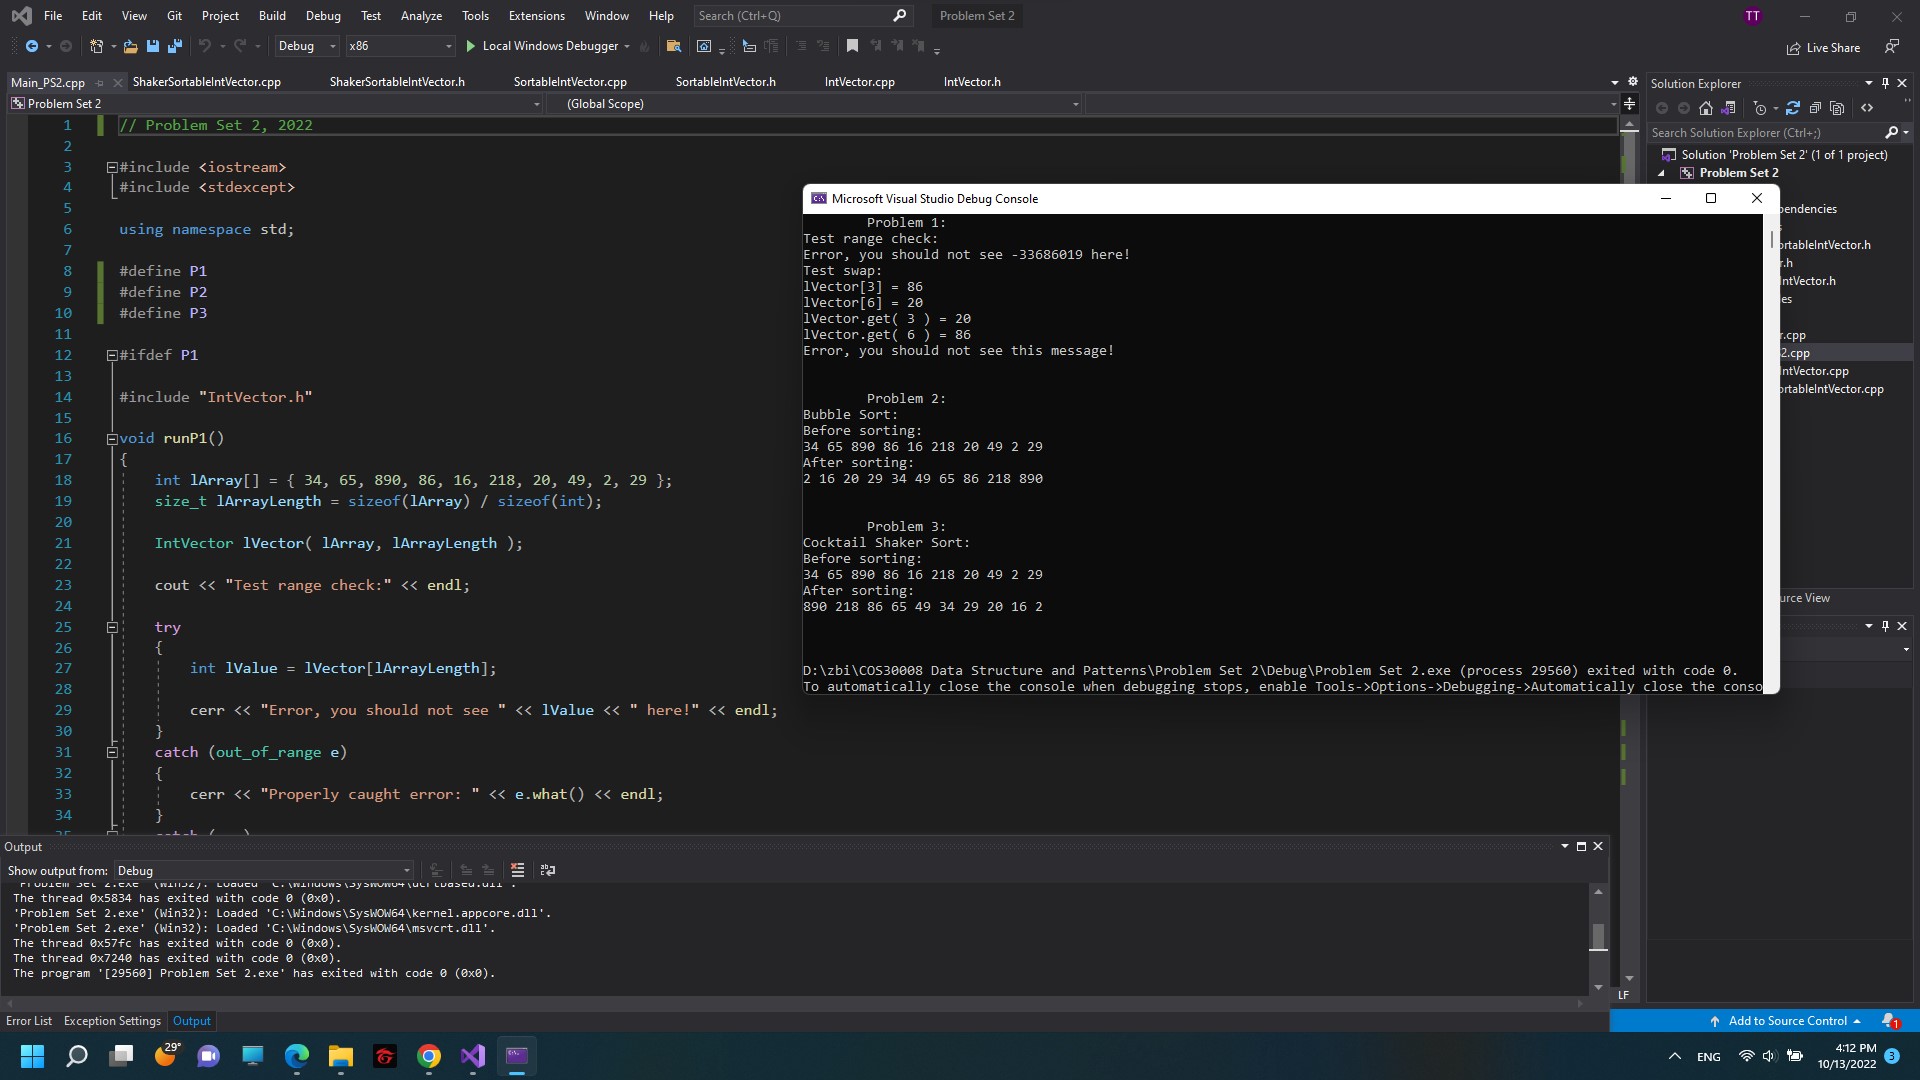 File Edit View Git Project Build Debug Test Analyze Tools Extensions Window Help Search (Ctrl+Q) Problem Set 2 TT
Debug x86 Local Windows Debugger Live Share
Main_PS2.cpp ShakerSortableIntVector.cpp ShakerSortableIntVector.h SortableIntVector.cpp SortableIntVector.h IntVector.cpp IntVector.h
Problem Set 2 (Global Scope)
1 // Problem Set 2, 2022
2
3 #include <iostream>
4 #include <stdexcept>
5
6 using namespace std;
7
8 #define P1
9 #define P2
10 #define P3
11
12 #ifdef P1
13
14 #include "IntVector.h"
15
16 void runP1()
17 {
18 int lArray[] = { 34, 65, 890, 86, 16, 218, 20, 49, 2, 29 };
19 size_t lArrayLength = sizeof(lArray) / sizeof(int);
20
21 IntVector lVector( lArray, lArrayLength );
22
23 cout << "Test range check:" << endl;
24
25 try
26 {
27 int lValue = lVector[lArrayLength];
28
29 cerr << "Error, you should not see " << lValue << " here!" << endl;
30 }
31 catch (out_of_range e)
32 {
33 cerr << "Properly caught error: " << e.what() << endl;
34 }
Microsoft Visual Studio Debug Console
Problem 1:
Test range check:
Error, you should not see -33686019 here!
Test swap:
lVector[3] = 86
lVector[6] = 20
lVector.get( 3 ) = 20
lVector.get( 6 ) = 86
Error, you should not see this message!
Problem 2:
Bubble Sort:
Before sorting:
34 65 890 86 16 218 20 49 2 29
After sorting:
2 16 20 29 34 49 65 86 218 890
Problem 3:
Cocktail Shaker Sort:
Before sorting:
34 65 890 86 16 218 20 49 2 29
After sorting:
890 218 86 65 49 34 29 20 16 2
D:\zbi\COS30008 Data Structure and Patterns\Problem Set 2\Debug\Problem Set 2.exe (process 29560) exited with code 0.
To automatically close the console when debugging stops, enable Tools->Options->Debugging->Automatically close the conso
Solution Explorer
Search Solution Explorer (Ctrl+;)
Solution 'Problem Set 2' (1 of 1 project)
Problem Set 2
pendencies
ortableIntVector.h
r.h
IntVector.h
es
r.cpp
2.cpp
IntVector.cpp
ortableIntVector.cpp
urce View
Output
Show output from: Debug
'Problem Set 2.exe' (Win32): Loaded 'C:\Windows\SysWOW64\ucrtbased.dll'.
The thread 0x5834 has exited with code 0 (0x0).
'Problem Set 2.exe' (Win32): Loaded 'C:\Windows\SysWOW64\kernel.appcore.dll'.
'Problem Set 2.exe' (Win32): Loaded 'C:\Windows\SysWOW64\msvcrt.dll'.
The thread 0x57fc has exited with code 0 (0x0).
The thread 0x7240 has exited with code 0 (0x0).
The program '[29560] Problem Set 2.exe' has exited with code 0 (0x0).
LF
Error List Exception Settings Output
Add to Source Control 1
29°
ENG
4:12 PM
10/13/2022
3